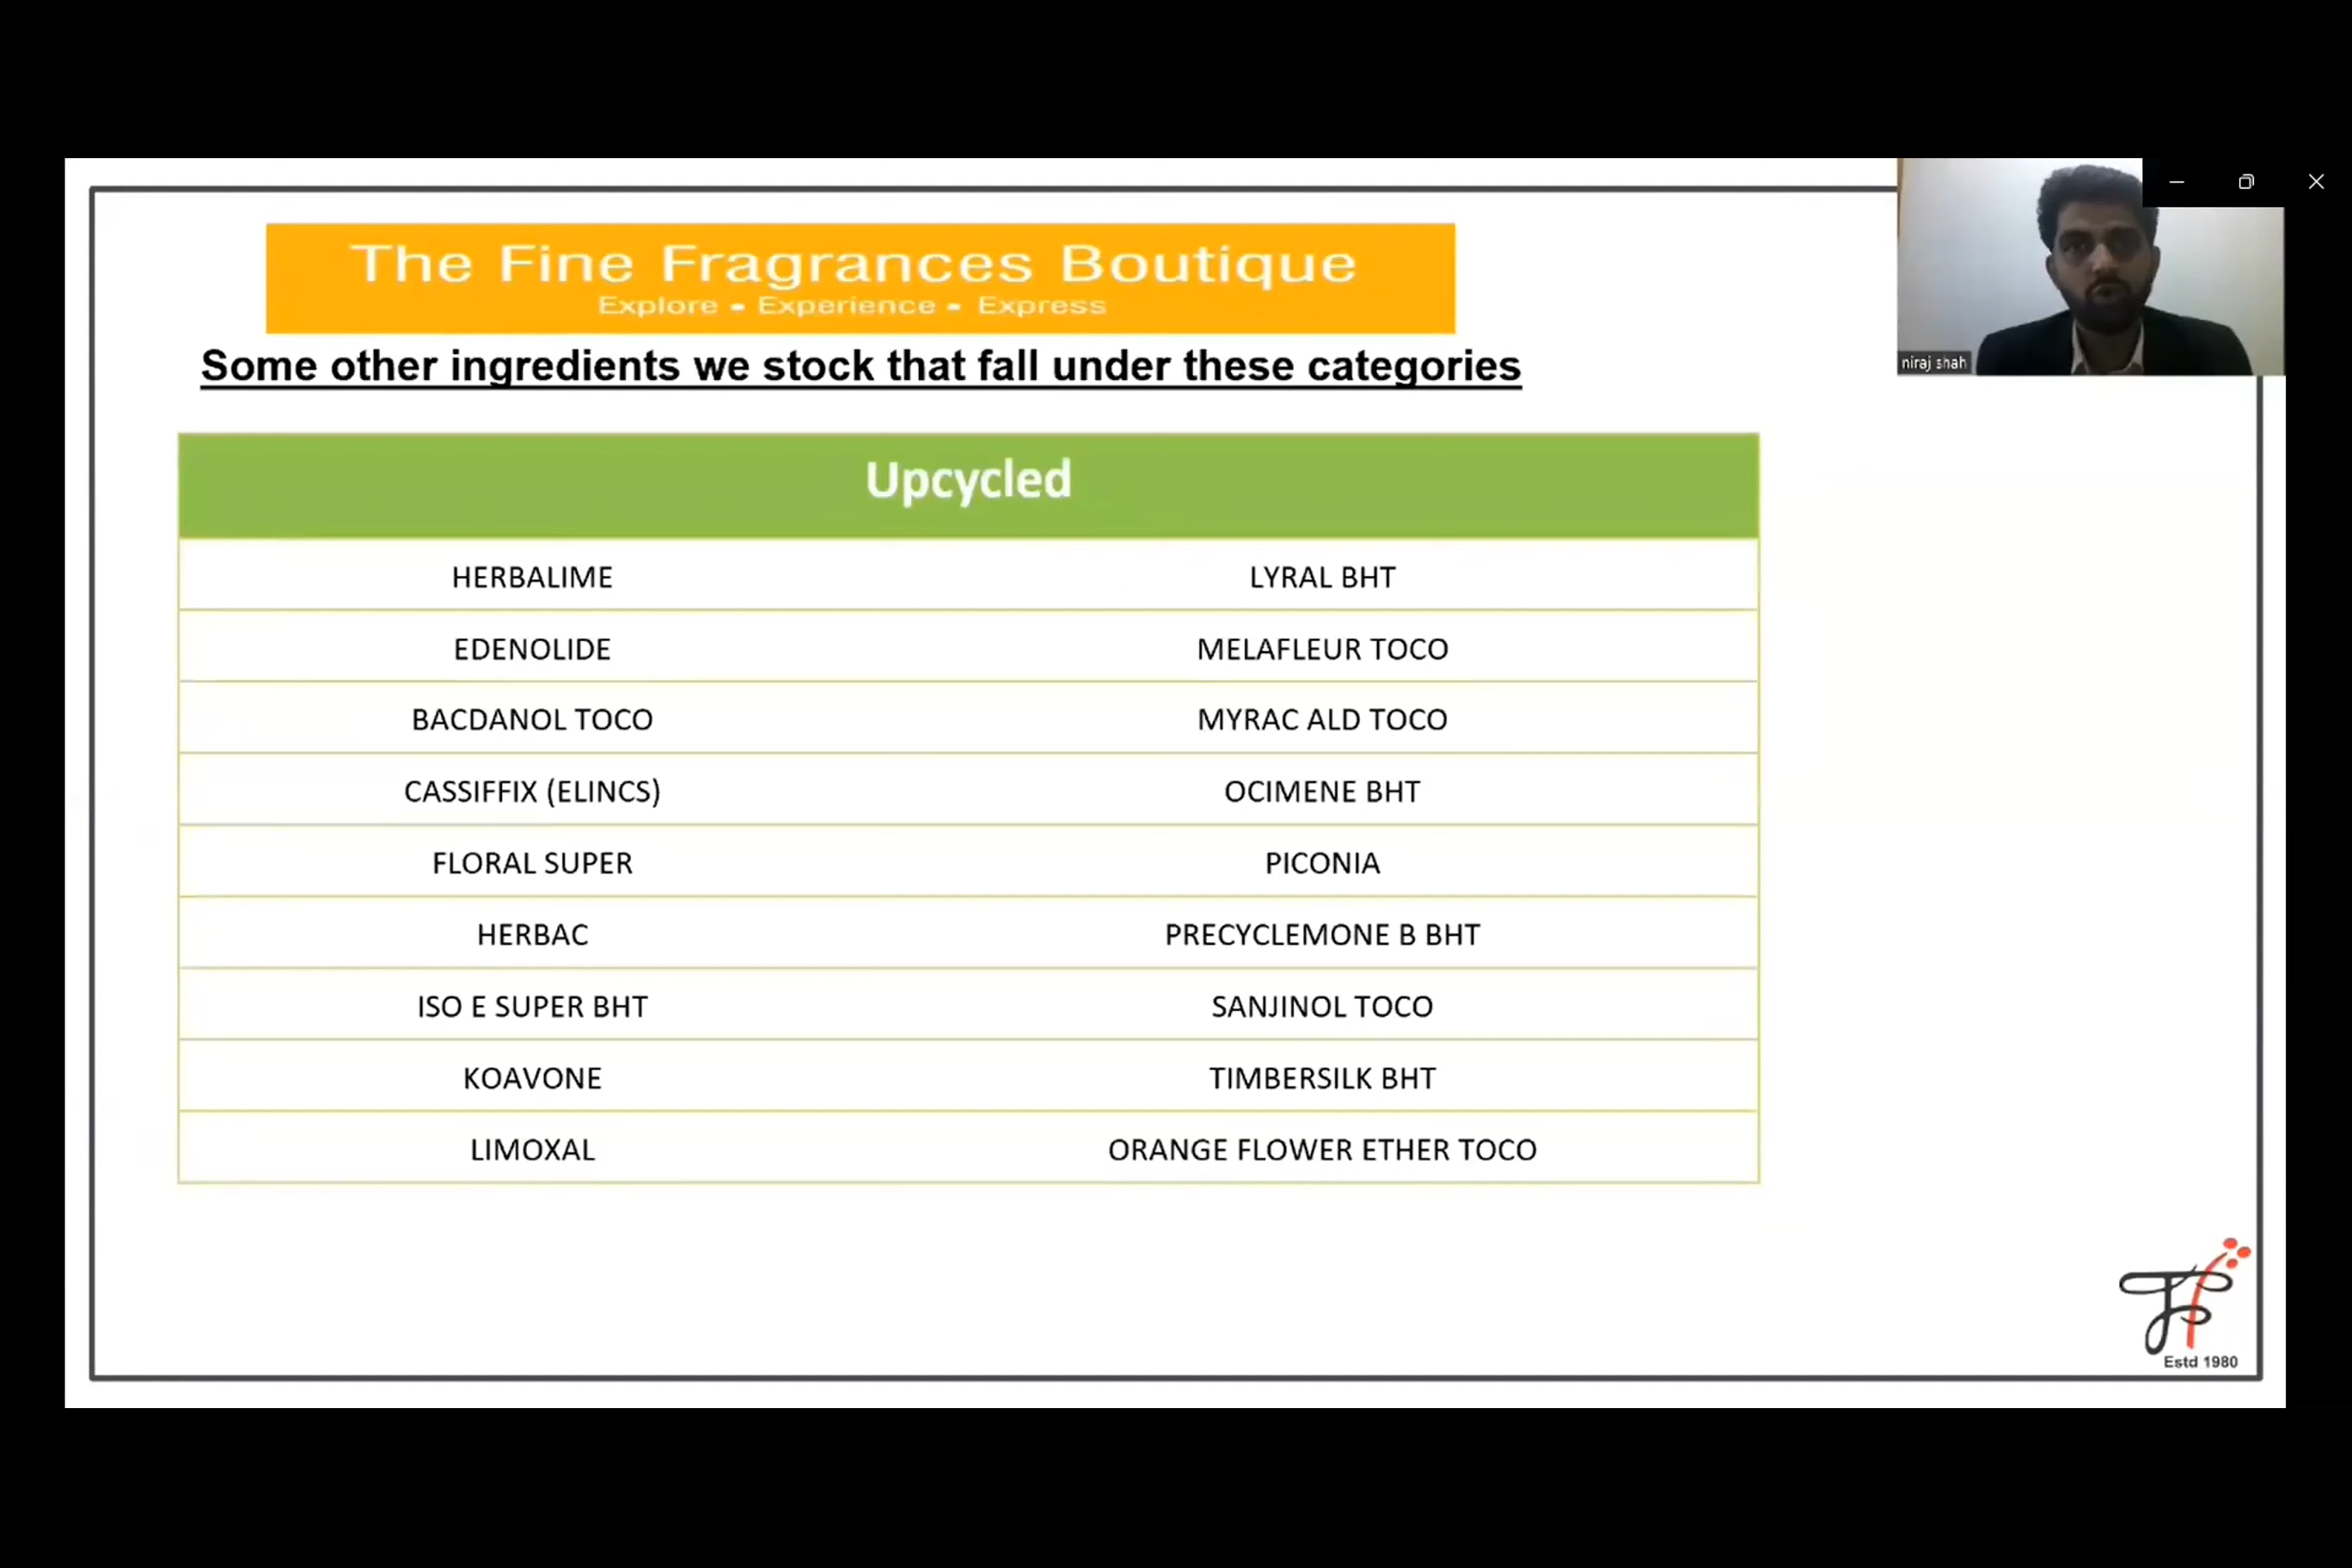 The Fine Fragrances Boutique
Explore • Experience • Express
Some other ingredients we stock that fall under these categories
niraj shah
Upcycled
HERBALIME LYRAL BHT
EDENOLIDE MELAFLEUR TOCO
BACDANOL TOCO MYRAC ALD TOCO
CASSIFFIX (ELINCS) OCIMENE BHT
FLORAL SUPER PICONIA
HERBAC PRECYCLEMONE B BHT
ISO E SUPER BHT SANJINOL TOCO
KOAVONE TIMBERSILK BHT
LIMOXAL ORANGE FLOWER ETHER TOCO
Estd 1980